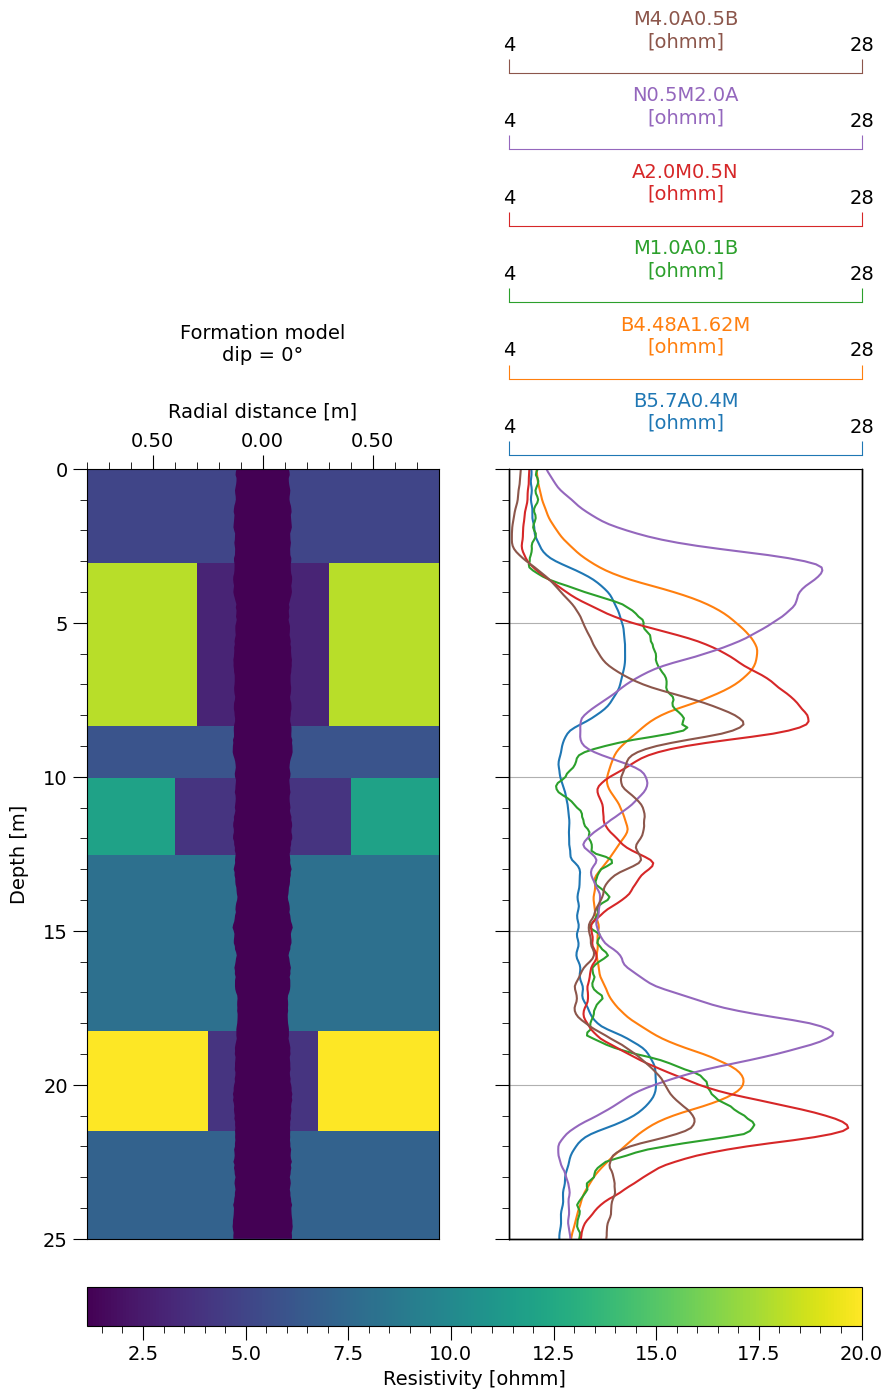 M4.0A0.5B
4 [ohmm] 28
N0.5M2.0A
4 [ohmm] 28
A2.0M0.5N
4 [ohmm] 28
M1.0A0.1B
4 [ohmm] 28
B4.48A1.62M
4 [ohmm] 28
B5.7A0.4M
4 [ohmm] 28
Formation model
dip = 0°
Radial distance [m]
0.50 0.00 0.50
0
5
10
15
20
25
Depth [m]
2.5 5.0 7.5 10.0 12.5 15.0 17.5 20.0
Resistivity [ohmm]